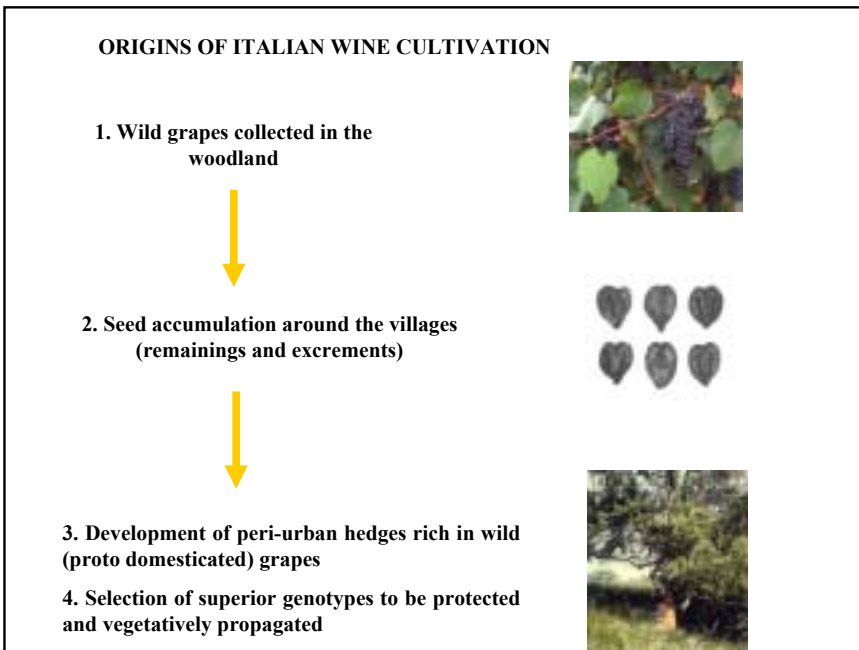 ORIGINS OF ITALIAN WINE CULTIVATION
1. Wild grapes collected in the
woodland
2. Seed accumulation around the villages
(remainings and excrements)
3. Development of peri-urban hedges rich in wild
(proto domesticated) grapes
4. Selection of superior genotypes to be protected
and vegetatively propagated